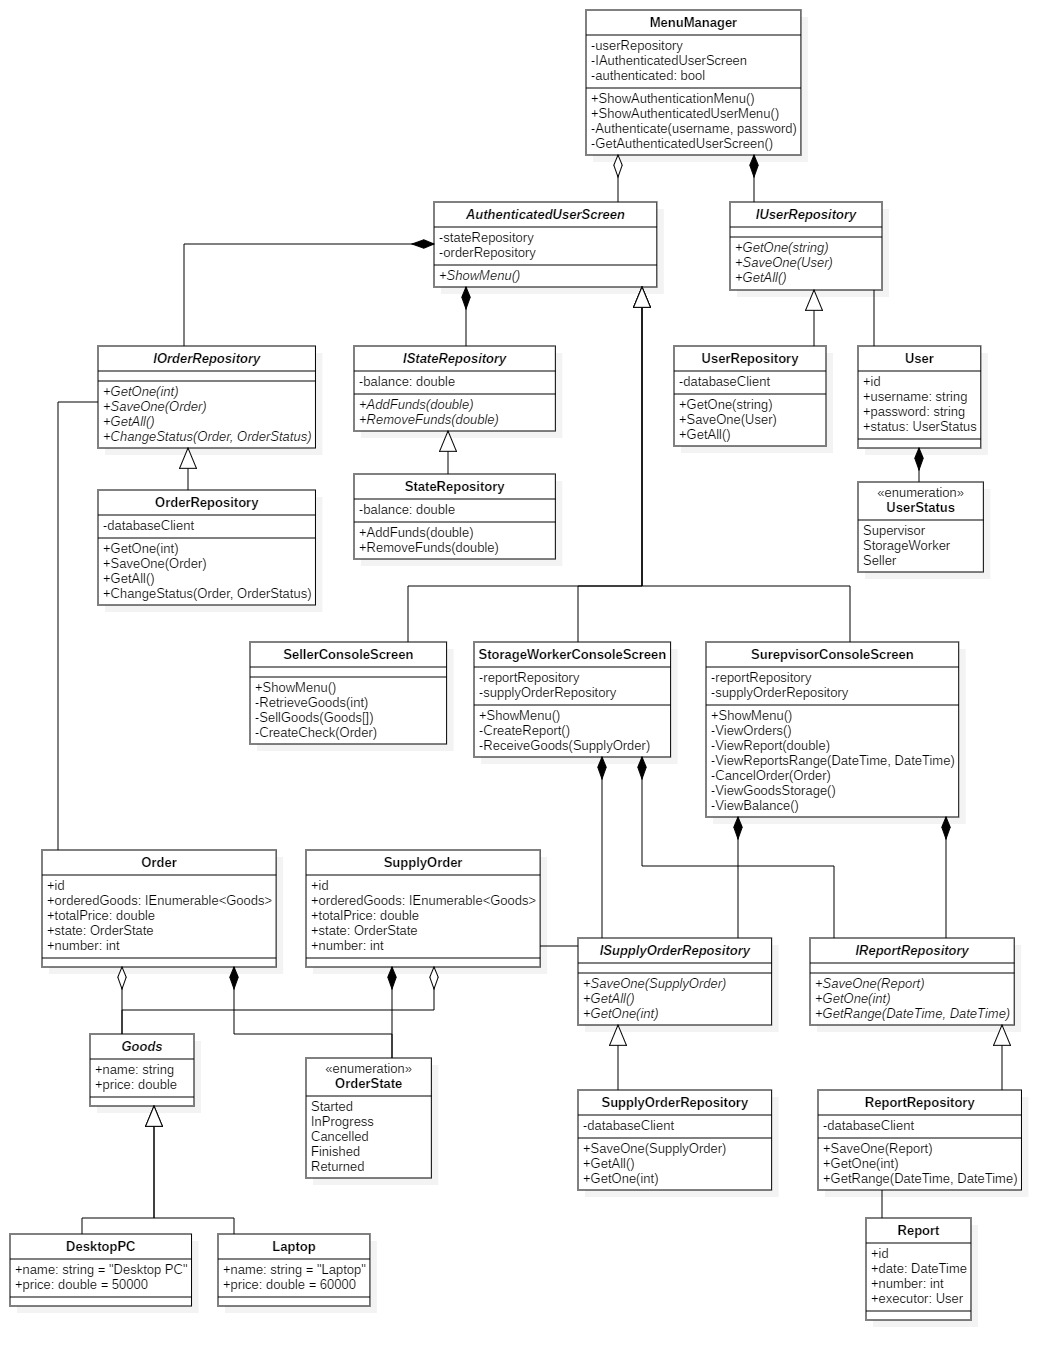 MenuManager
-userRepository
-IAuthenticatedUserScreen
-authenticated: bool
+ShowAuthenticationMenu()
+ShowAuthenticatedUserMenu()
-Authenticate(username, password)
-GetAuthenticatedUserScreen()
AuthenticatedUserScreen
-stateRepository
-orderRepository
+ShowMenu()
IUserRepository
+GetOne(string)
+SaveOne(User)
+GetAll()
IOrderRepository
+GetOne(int)
+SaveOne(Order)
+GetAll()
+ChangeStatus(Order, OrderStatus)
IStateRepository
-balance: double
+AddFunds(double)
+RemoveFunds(double)
UserRepository
-databaseClient
+GetOne(string)
+SaveOne(User)
+GetAll()
User
+id
+username: string
+password: string
+status: UserStatus
OrderRepository
-databaseClient
+GetOne(int)
+SaveOne(Order)
+GetAll()
+ChangeStatus(Order, OrderStatus)
StateRepository
-balance: double
+AddFunds(double)
+RemoveFunds(double)
«enumeration»
UserStatus
Supervisor
StorageWorker
Seller
SellerConsoleScreen
+ShowMenu()
-RetrieveGoods(int)
-SellGoods(Goods[])
-CreateCheck(Order)
StorageWorkerConsoleScreen
-reportRepository
-supplyOrderRepository
+ShowMenu()
-CreateReport()
-ReceiveGoods(SupplyOrder)
SurepvisorConsoleScreen
-reportRepository
-supplyOrderRepository
+ShowMenu()
-ViewOrders()
-ViewReport(double)
-ViewReportsRange(DateTime, DateTime)
-CancelOrder(Order)
-ViewGoodsStorage()
-ViewBalance()
Order
+id
+orderedGoods: IEnumerable<Goods>
+totalPrice: double
+state: OrderState
+number: int
SupplyOrder
+id
+orderedGoods: IEnumerable<Goods>
+totalPrice: double
+state: OrderState
+number: int
ISupplyOrderRepository
+SaveOne(SupplyOrder)
+GetAll()
+GetOne(int)
IReportRepository
+SaveOne(Report)
+GetOne(int)
+GetRange(DateTime, DateTime)
Goods
+name: string
+price: double
«enumeration»
OrderState
Started
InProgress
Cancelled
Finished
Returned
SupplyOrderRepository
-databaseClient
+SaveOne(SupplyOrder)
+GetAll()
+GetOne(int)
ReportRepository
-databaseClient
+SaveOne(Report)
+GetOne(int)
+GetRange(DateTime, DateTime)
DesktopPC
+name: string = "Desktop PC"
+price: double = 50000
Laptop
+name: string = "Laptop"
+price: double = 60000
Report
+id
+date: DateTime
+number: int
+executor: User